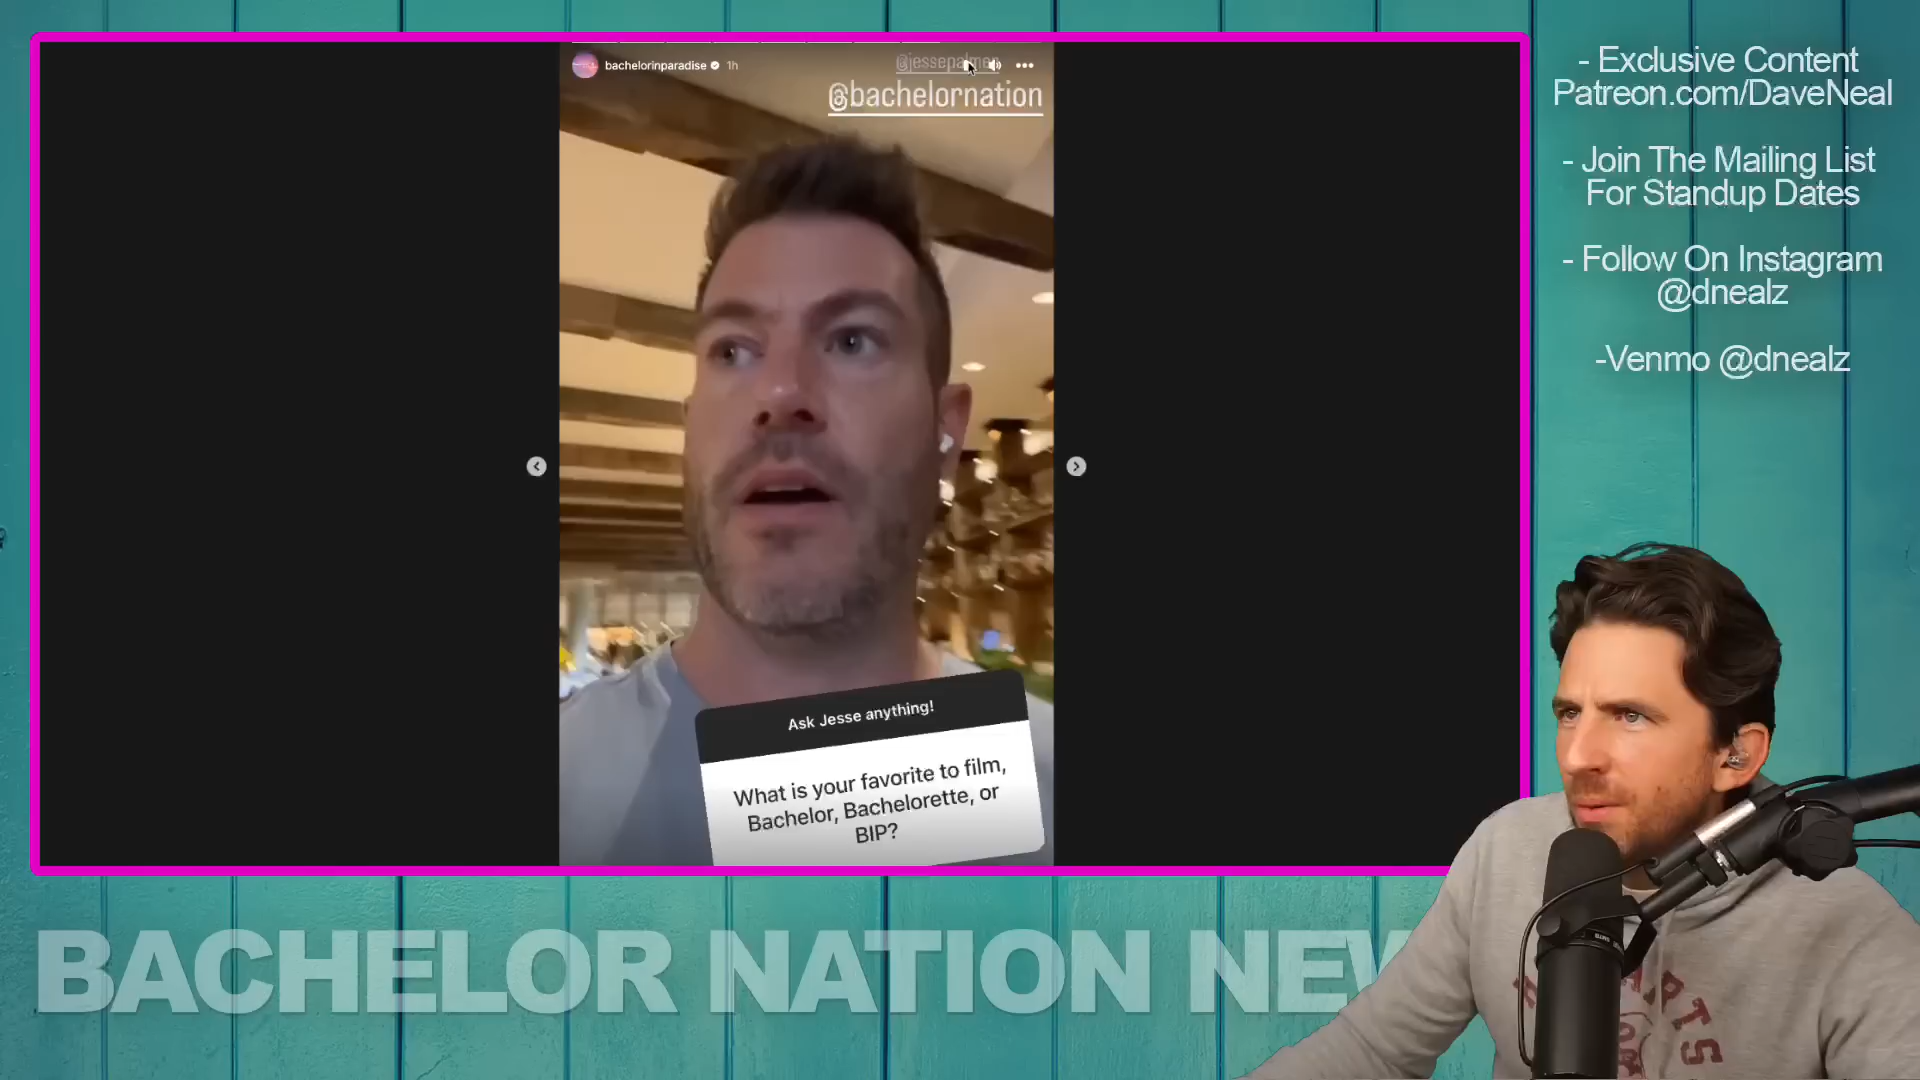 bachelorinparadise 1h
@jessepalmer
@bachelornation
Ask Jesse anything!
What is your favorite to film,
Bachelor, Bachelorette, or
BIP?
- Exclusive Content
Patreon.com/DaveNeal
- Join The Mailing List
For Standup Dates
- Follow On Instagram
@dnealz
-Venmo @dnealz
BACHELOR NATION NEW